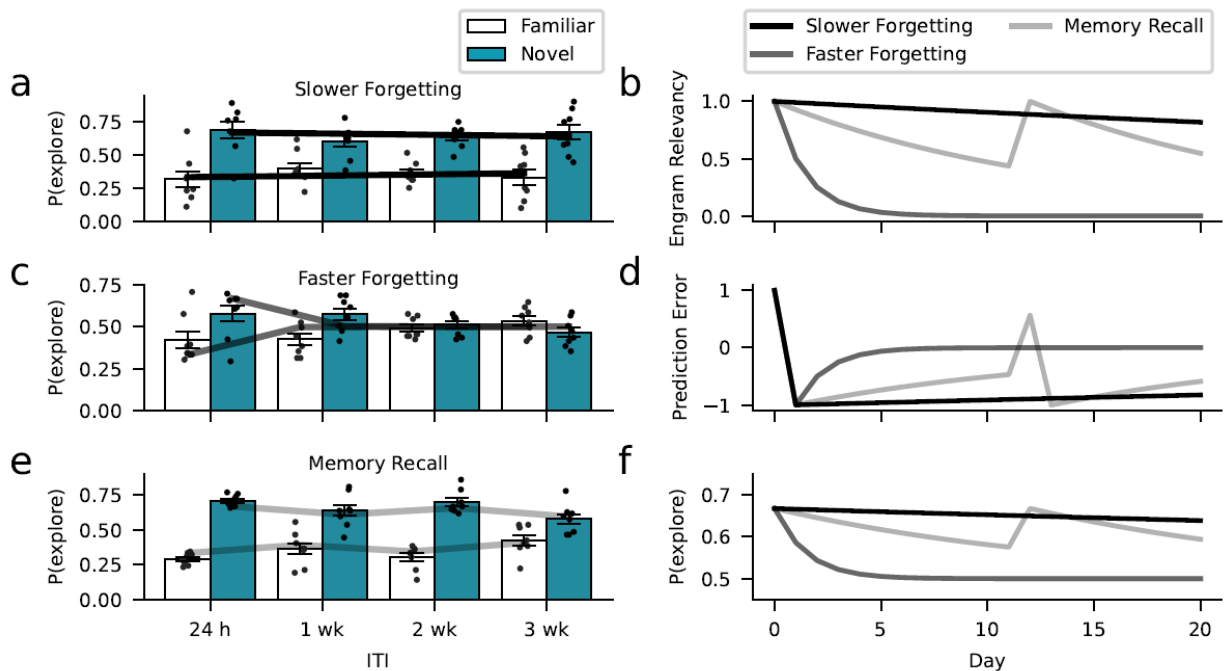 Familiar
Novel
Slower Forgetting
Faster Forgetting
Memory Recall
a
Slower Forgetting
P(explore)
0.75
0.50
0.25
0.00
b
Engram Relevancy
1.0
0.5
0.0
c
Faster Forgetting
P(explore)
0.75
0.50
0.25
0.00
d
Prediction Error
1
0
−1
e
Memory Recall
P(explore)
0.75
0.50
0.25
0.00
24 h
1 wk
2 wk
3 wk
ITI
f
P(explore)
0.7
0.6
0.5
0
5
10
15
20
Day